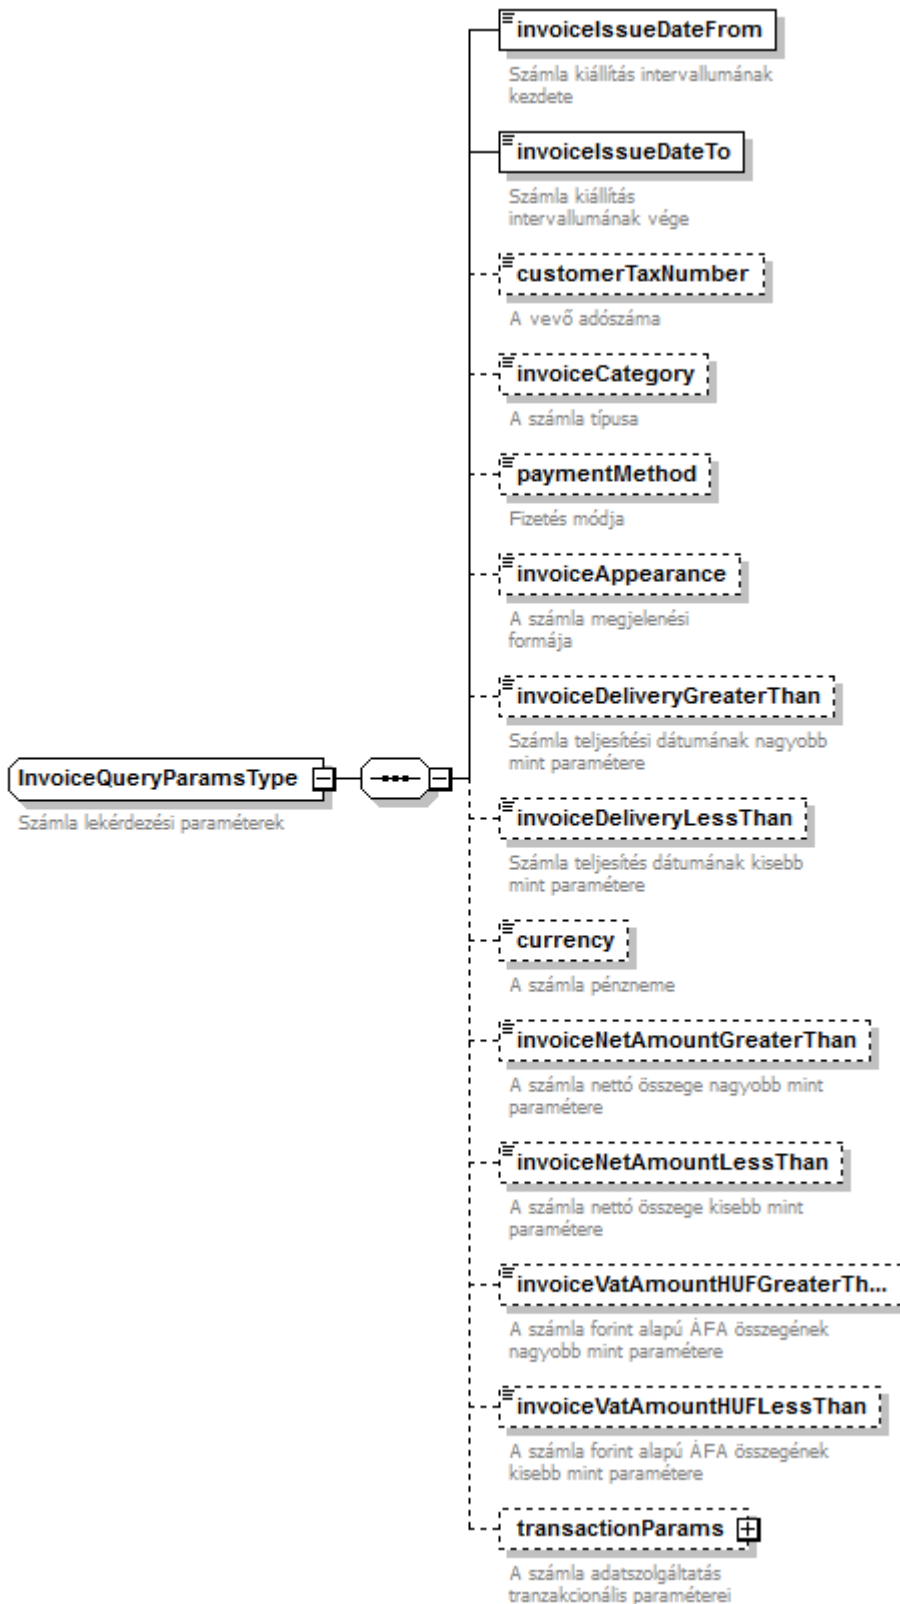 invoiceIssueDateFrom
Számla kiállítás intervallumának
kezdete
invoiceIssueDateTo
Számla kiállítás
intervallumának vége
customerTaxNumber
A vevő adószáma
invoiceCategory
A számla típusa
paymentMethod
Fizetés módja
invoiceAppearance
A számla megjelenési
formája
invoiceDeliveryGreaterThan
Számla teljesítési dátumának nagyobb
mint paramétere
InvoiceQueryParamsType
Számla lekérdezési paraméterek
invoiceDeliveryLessThan
Számla teljesítés dátumának kisebb
mint paramétere
currency
A számla pénzneme
invoiceNetAmountGreaterThan
A számla nettó összege nagyobb mint
paramétere
invoiceNetAmountLessThan
A számla nettó összege kisebb mint
paramétere
invoiceVatAmountHUFGreaterTh...
A számla forint alapú ÁFA összegének
nagyobb mint paramétere
invoiceVatAmountHUFLessThan
A számla forint alapú ÁFA összegének
kisebb mint paramétere
transactionParams
A számla adatszolgáltatás
tranzakcionális paraméterei